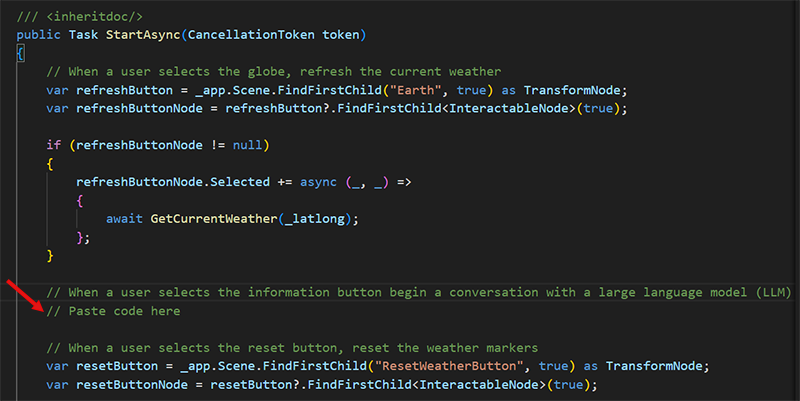 /// <inheritdoc/>
public Task StartAsync(CancellationToken token)
{
// When a user selects the globe, refresh the current weather
var refreshButton = _app.Scene.FindFirstChild("Earth", true) as TransformNode;
var refreshButtonNode = refreshButton?.FindFirstChild<InteractableNode>(true);
if (refreshButtonNode != null)
{
refreshButtonNode.Selected += async (_, _) =>
{
await GetCurrentWeather(_latlong);
};
}
// When a user selects the information button begin a conversation with a large language model (LLM)
// Paste code here
// When a user selects the reset button, reset the weather markers
var resetButton = _app.Scene.FindFirstChild("ResetWeatherButton", true) as TransformNode;
var resetButtonNode = resetButton?.FindFirstChild<InteractableNode>(true);